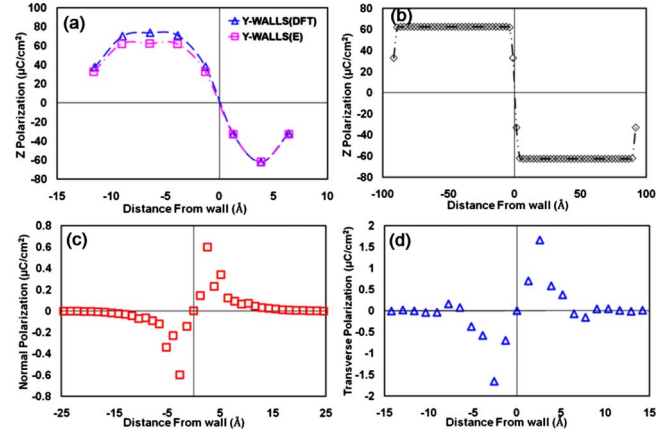 (a)
Y-WALLS(DFT)
Y-WALLS(E)
Z Polarization (µC/cm²)
100
80
60
40
20
0
-20
-40
-60
-80
-15 -10 -5 0 5 10
Distance From wall (Å)
(b)
Z Polarization (µC/cm²)
80
60
40
20
0
-20
-40
-60
-80
-100 -50 0 50 100
Distance From wall (Å)
(c)
Normal Polarization (µC/cm²)
0.8
0.6
0.4
0.2
0
-0.2
-0.4
-0.6
-0.8
-25 -15 -5 5 15 25
Distance From wall (Å)
(d)
Transverse Polarization (µC/cm²)
2
1.5
1
0.5
0
-0.5
-1
-1.5
-2
-15 -10 -5 0 5 10 15
Distance From wall (Å)